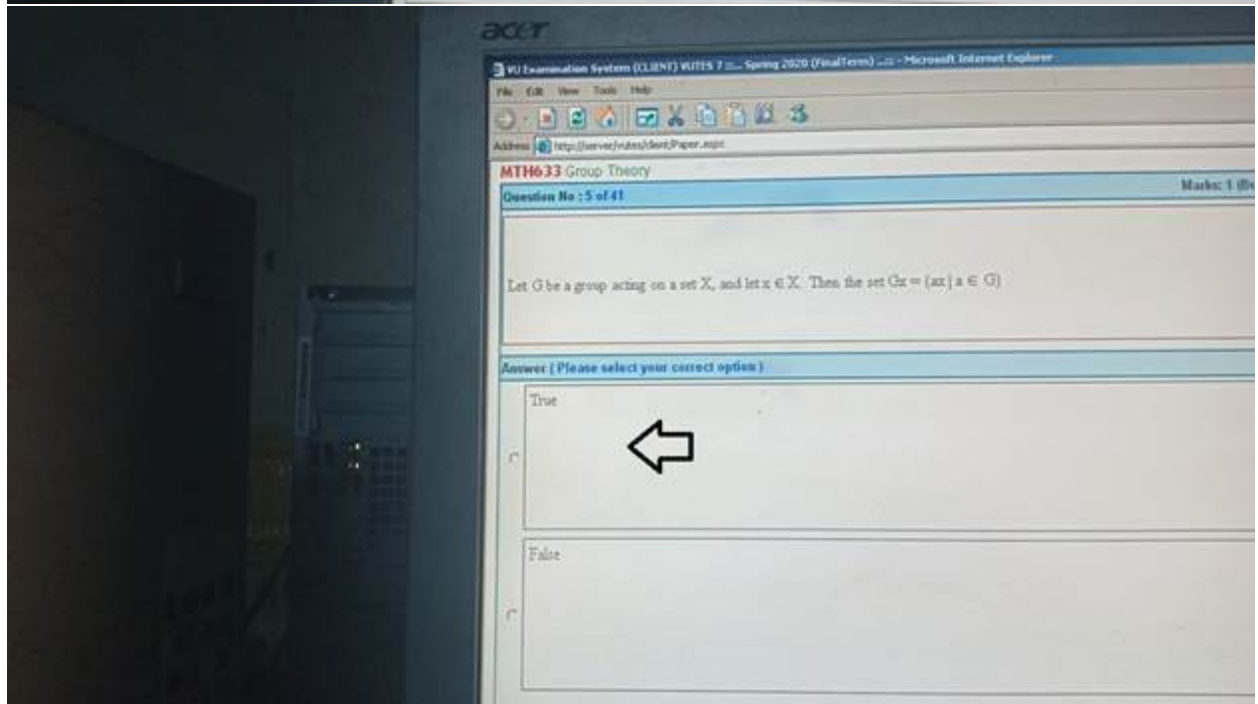 acer
VU Examination System (CLIENT) VUTES 7 ::... Spring 2020 (FinalTerm) ...:: - Microsoft Internet Explorer
File Edit View Tools Help
Address http://server/vutes/client/Paper.aspx
MTH633 Group Theory
Question No : 5 of 41
Marks: 1
Let G be a group acting on a set X, and let x ∈ X. Then the set Gx = {ax | a ∈ G}
Answer ( Please select your correct option )
True
False